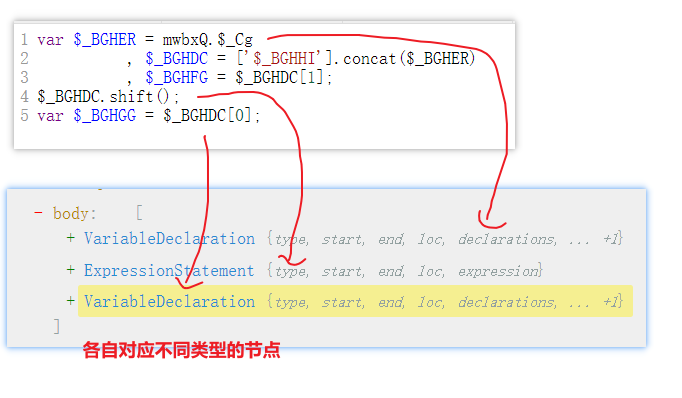 1 var $_BGHER = mwbxQ.$_Cg
2 , $_BGHDC = ['$_BGHHI'].concat($_BGHER)
3 , $_BGHFG = $_BGHDC[1];
4 $_BGHDC.shift();
5 var $_BGHGG = $_BGHDC[0];
- body: [
+ VariableDeclaration {type, start, end, loc, declarations, ... +1}
+ ExpressionStatement {type, start, end, loc, expression}
+ VariableDeclaration {type, start, end, loc, declarations, ... +1}
]
各自对应不同类型的节点